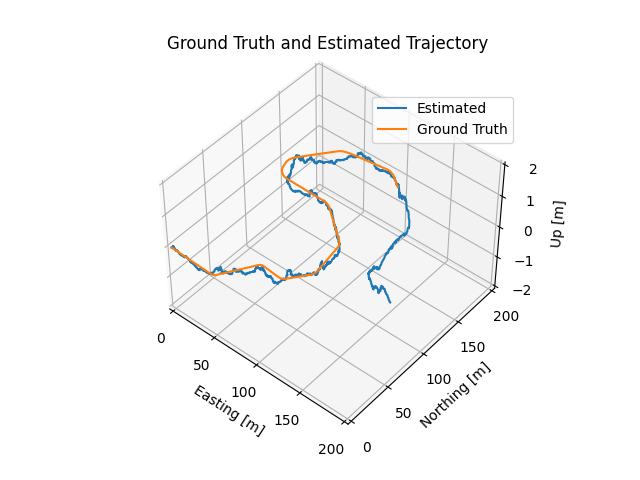 Ground Truth and Estimated Trajectory
Estimated
Ground Truth
2
1
0
−1
−2
Up [m]
0
50
100
150
200
Easting [m]
0
50
100
150
200
Northing [m]